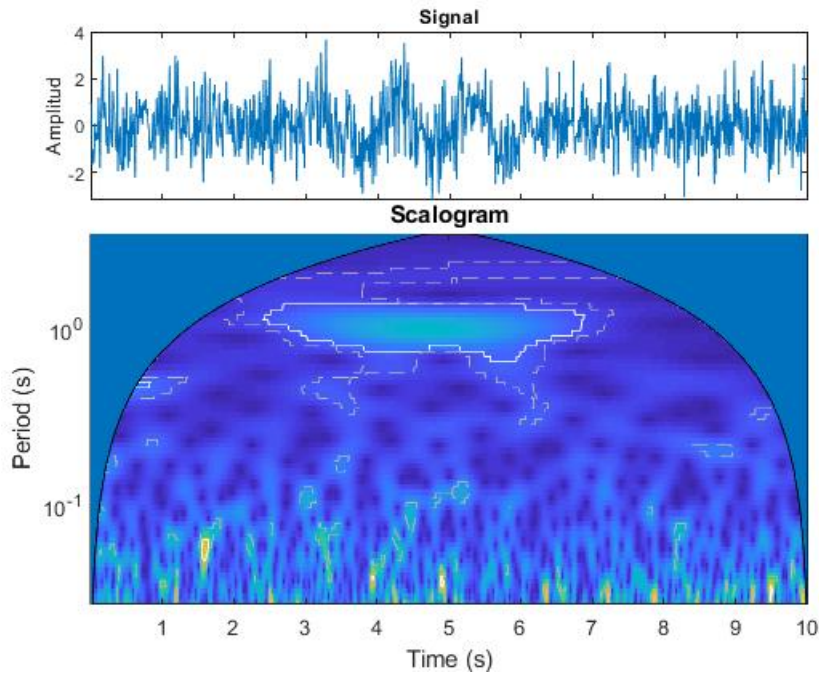 Signal
Amplitud
4
2
0
-2
Scalogram
Period (s)
10^0
10^-1
1 2 3 4 5 6 7 8 9 10
Time (s)